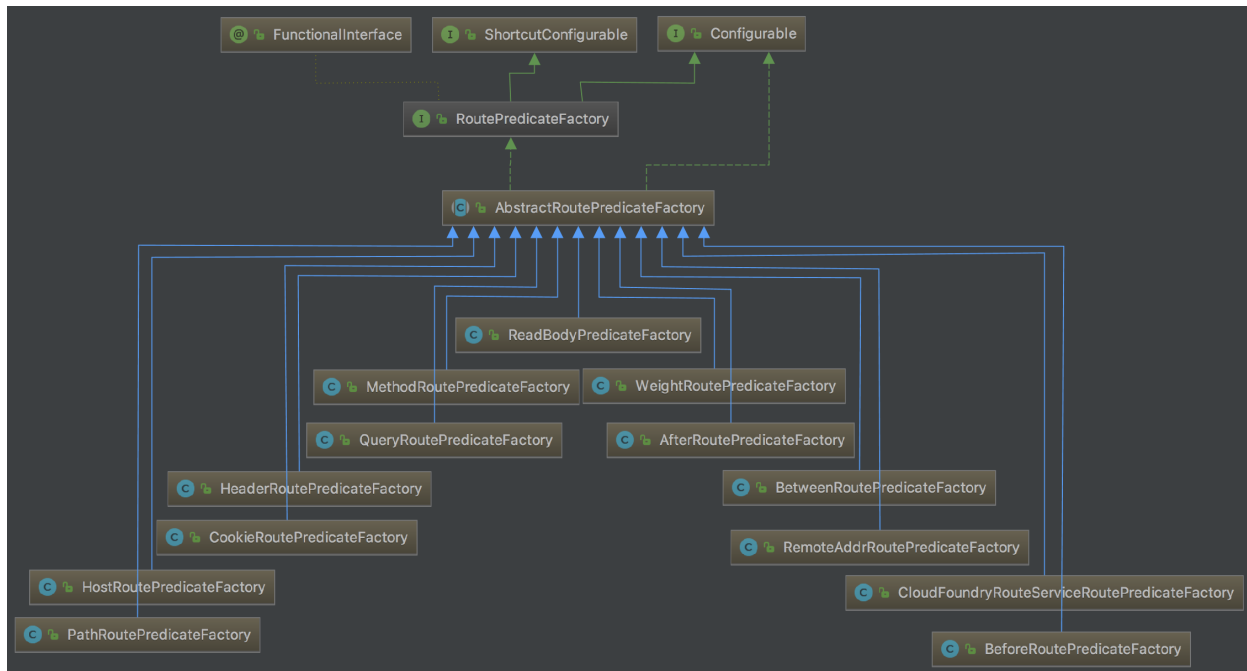 FunctionalInterface
ShortcutConfigurable
Configurable
RoutePredicateFactory
AbstractRoutePredicateFactory
ReadBodyPredicateFactory
MethodRoutePredicateFactory
WeightRoutePredicateFactory
QueryRoutePredicateFactory
AfterRoutePredicateFactory
HeaderRoutePredicateFactory
BetweenRoutePredicateFactory
CookieRoutePredicateFactory
RemoteAddrRoutePredicateFactory
HostRoutePredicateFactory
CloudFoundryRouteServiceRoutePredicateFactory
PathRoutePredicateFactory
BeforeRoutePredicateFactory